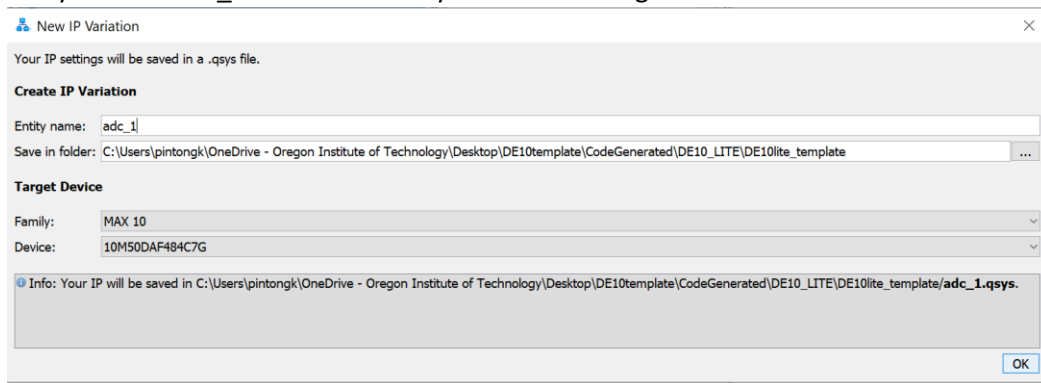 New IP Variation
Your IP settings will be saved in a .qsys file.
Create IP Variation
Entity name: adc_1
Save in folder: C:\Users\pintongk\OneDrive - Oregon Institute of Technology\Desktop\DE10template\CodeGenerated\DE10_LITE\DE10lite_template ...
Target Device
Family: MAX 10
Device: 10M50DAF484C7G
Info: Your IP will be saved in C:\Users\pintongk\OneDrive - Oregon Institute of Technology\Desktop\DE10template\CodeGenerated\DE10_LITE\DE10lite_template/adc_1.qsys.
OK